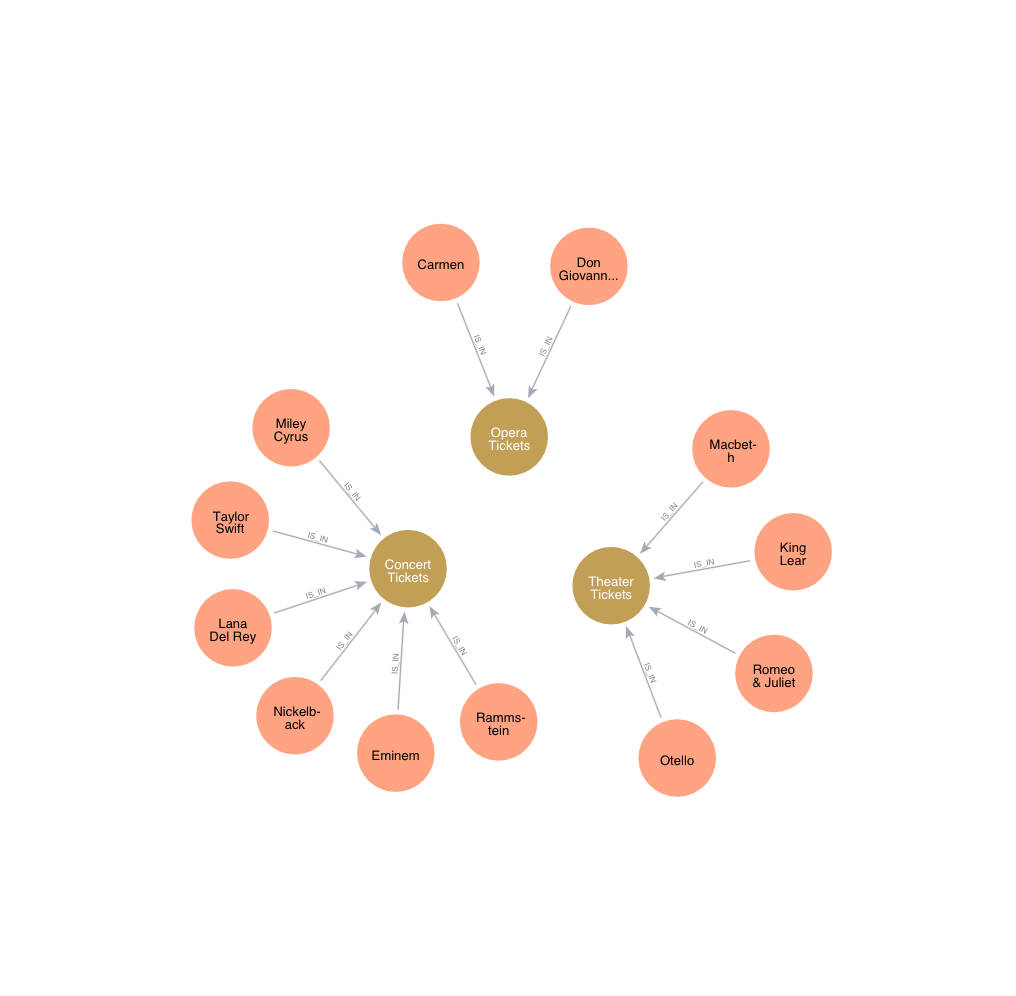 Carmen
Don
Giovann...
IS_IN
IS_IN
Opera
Tickets
Miley
Cyrus
IS_IN
Taylor
Swift
IS_IN
Lana
Del Rey
IS_IN
Nickelb-
ack
IS_IN
Eminem
IS_IN
Ramms-
tein
IS_IN
Concert
Tickets
Macbet-
h
IS_IN
King
Lear
IS_IN
Romeo
& Juliet
IS_IN
Otello
IS_IN
Theater
Tickets